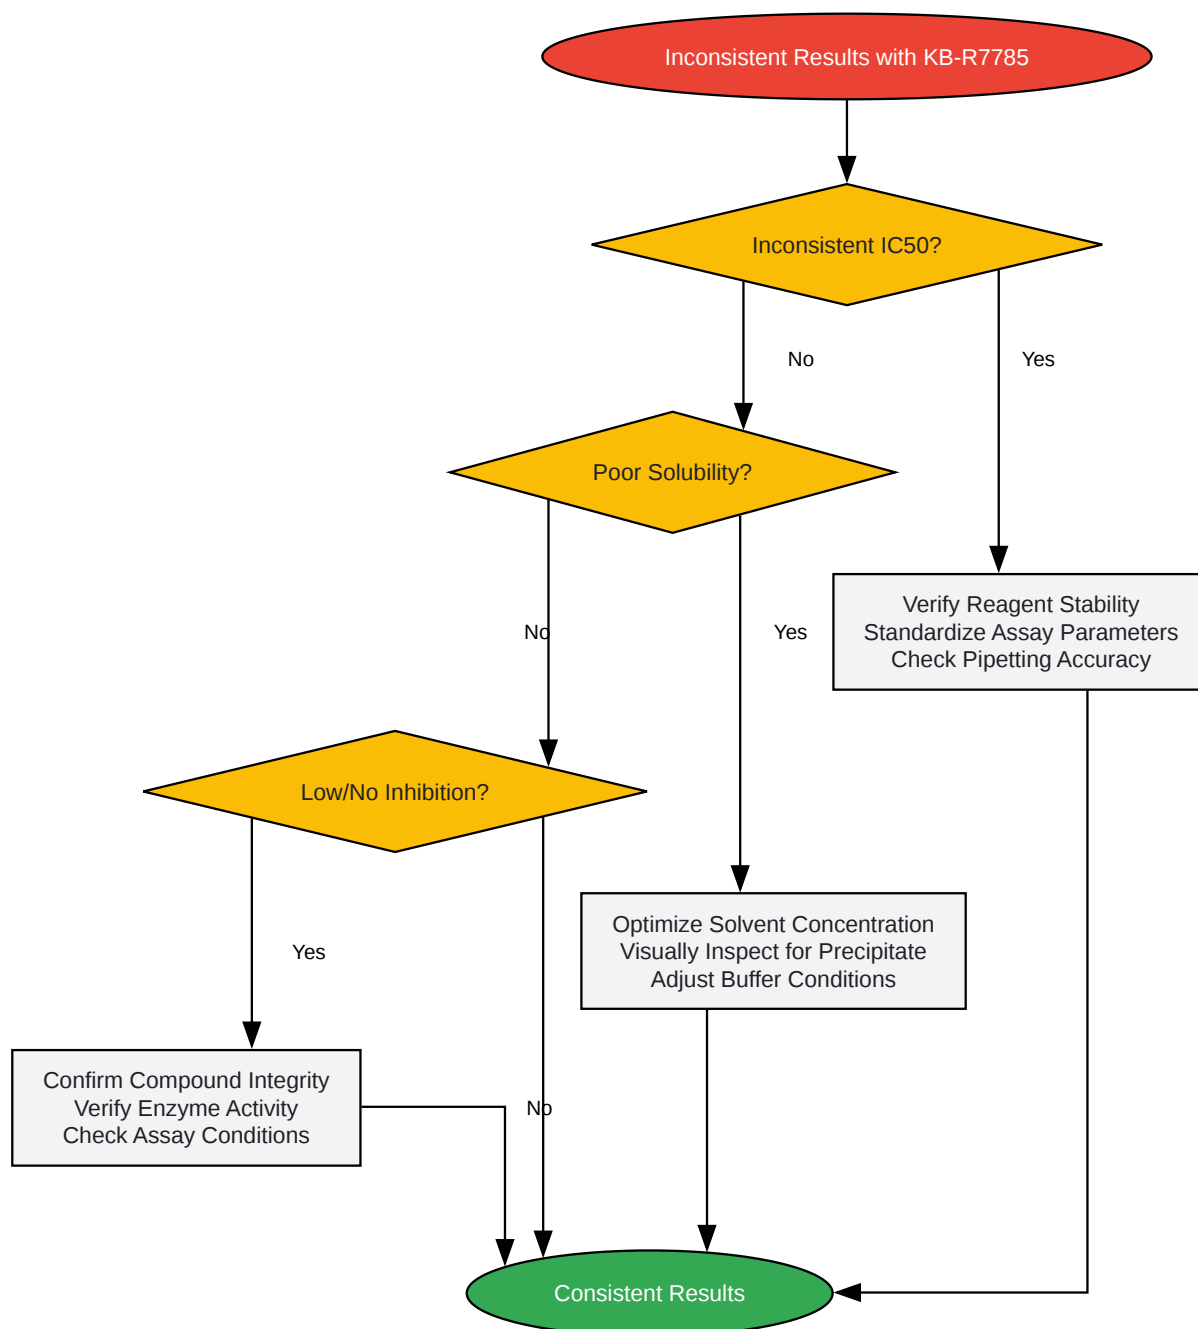 Inconsistent Results with KB-R7785
Inconsistent IC50?
No
Yes
Poor Solubility?
No
Yes
Verify Reagent Stability
Standardize Assay Parameters
Check Pipetting Accuracy
Low/No Inhibition?
Yes
Optimize Solvent Concentration
Visually Inspect for Precipitate
Adjust Buffer Conditions
Confirm Compound Integrity
Verify Enzyme Activity
Check Assay Conditions
No
Consistent Results